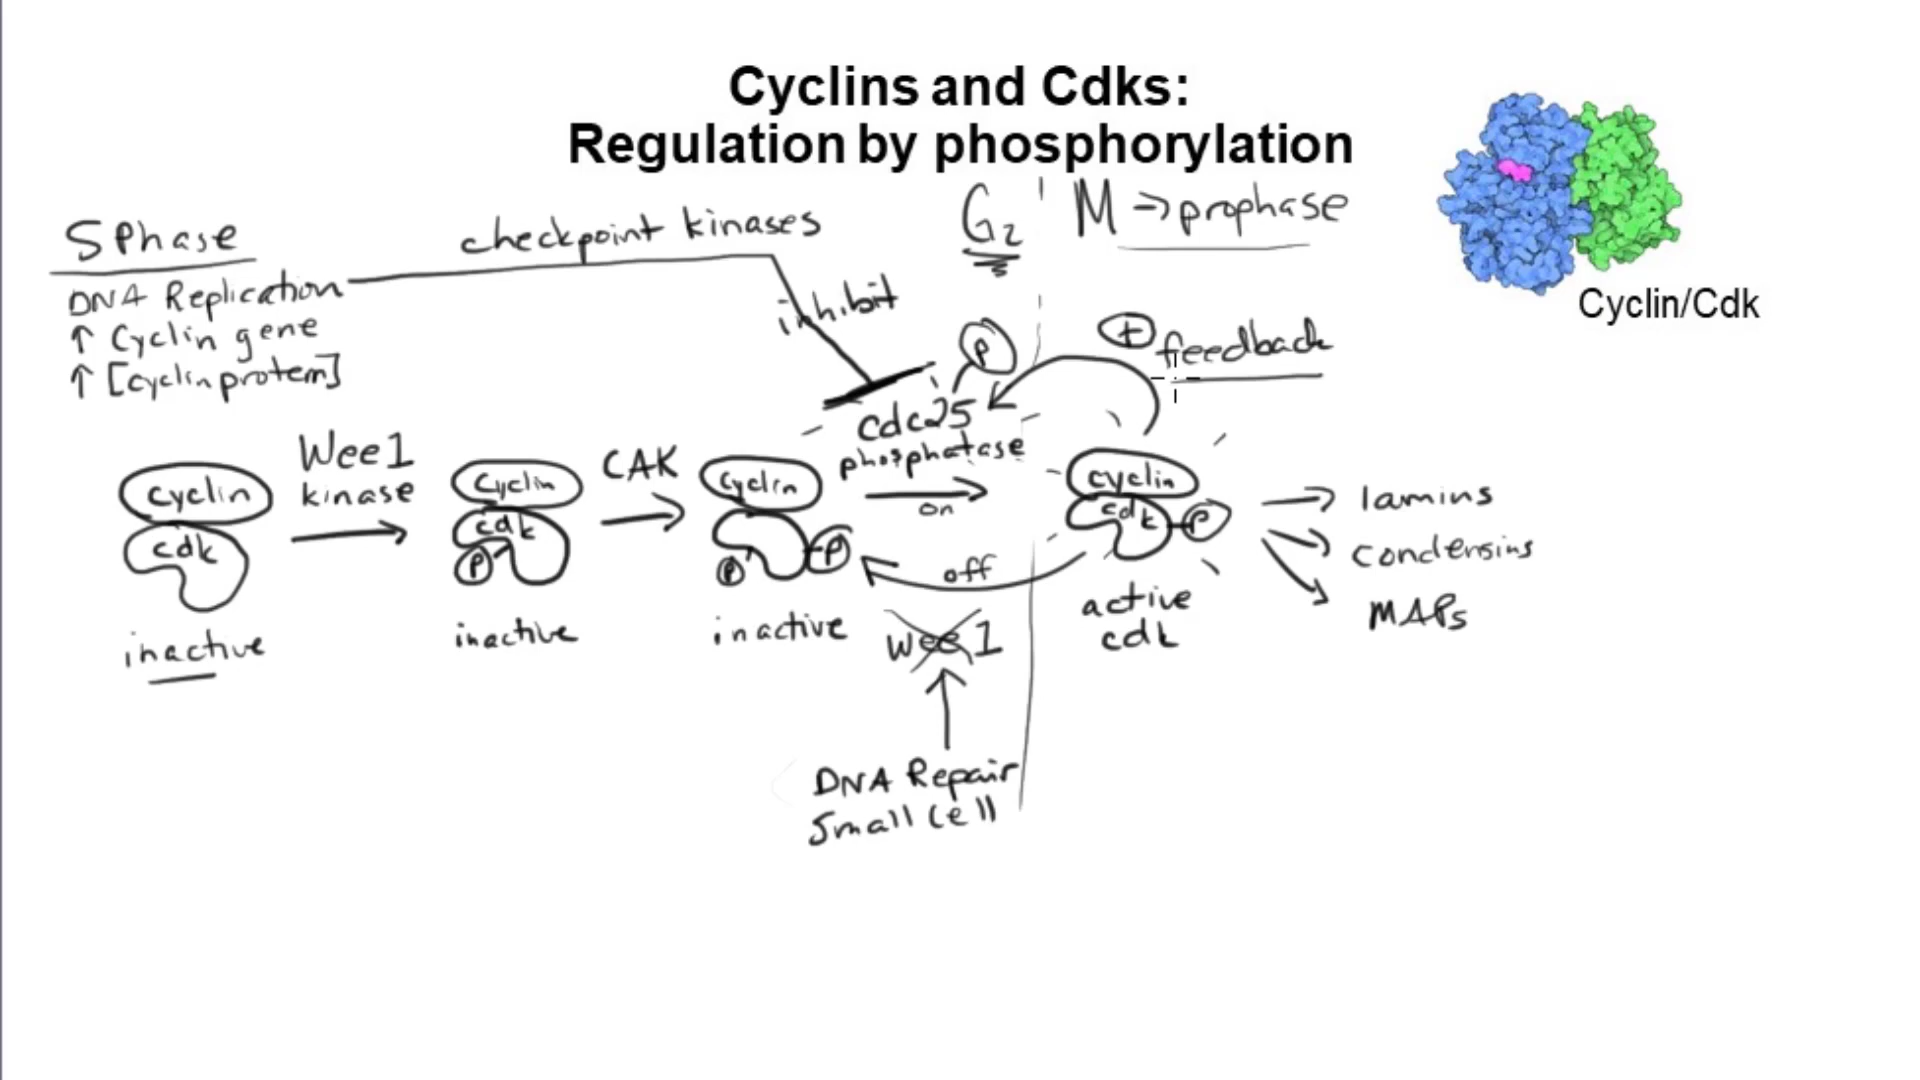 Cyclins and Cdks:
Regulation by phosphorylation
Cyclin/Cdk
S Phase
DNA Replication
↑ Cyclin gene
↑ [cyclin protein]
checkpoint kinases
inhibit
G2
M → prophase
+ feedback
P
cdc25
phosphatase
on
off
Wee1
kinase
CAK
cyclin
cdk
inactive
cyclin
cdk
P
inactive
cyclin
P
P
inactive
cyclin
cdk
P
active
cdk
lamins
condensins
MAPs
wee1
DNA Repair
Small cell